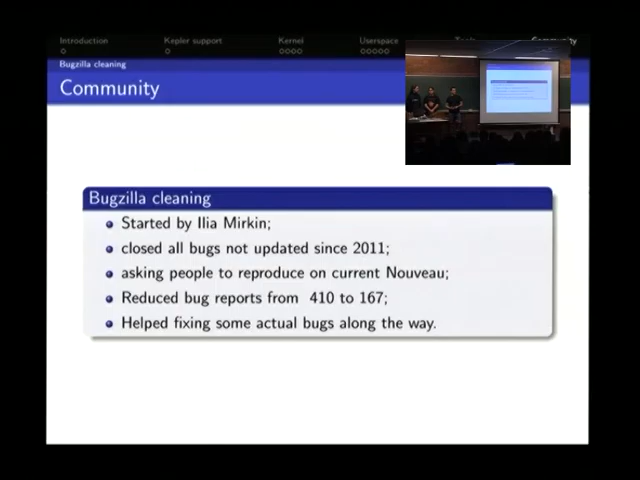 Introduction Kepler support Kernel Userspace Community
Bugzilla cleaning
Community
Bugzilla cleaning
Started by Ilia Mirkin;
closed all bugs not updated since 2011;
asking people to reproduce on current Nouveau;
Reduced bug reports from 410 to 167;
Helped fixing some actual bugs along the way.